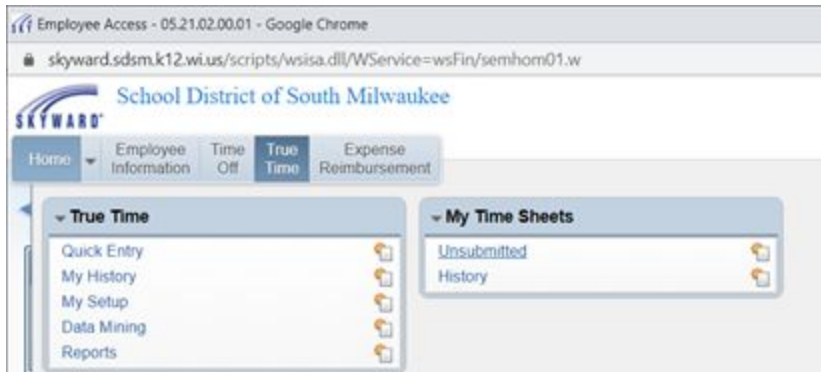 Employee Access - 05.21.02.00.01 - Google Chrome
skyward.sdsm.k12.wi.us/scripts/wsisa.dll/WService=wsFin/semhom01.w
SKYWARD
School District of South Milwaukee
Home
Employee Information
Time Off
True Time
Expense Reimbursement
True Time
Quick Entry
My History
My Setup
Data Mining
Reports
My Time Sheets
Unsubmitted
History